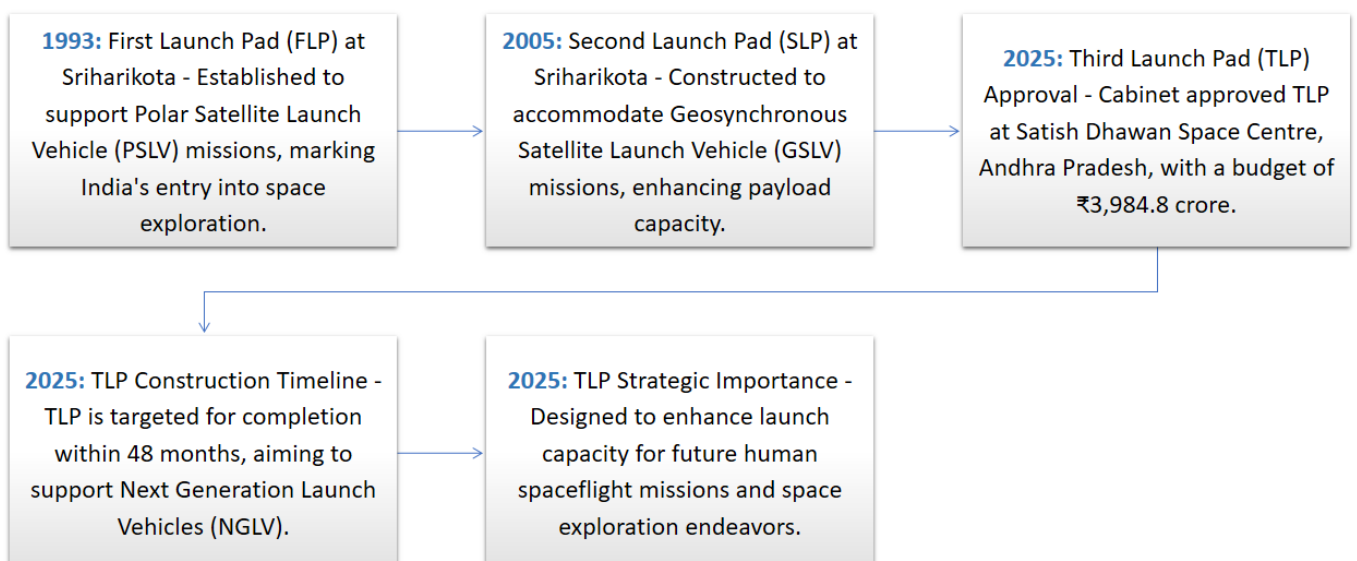 1993: First Launch Pad (FLP) at
Sriharikota - Established to
support Polar Satellite Launch
Vehicle (PSLV) missions, marking
India's entry into space
exploration.
2005: Second Launch Pad (SLP) at
Sriharikota - Constructed to
accommodate Geosynchronous
Satellite Launch Vehicle (GSLV)
missions, enhancing payload
capacity.
2025: Third Launch Pad (TLP)
Approval - Cabinet approved TLP
at Satish Dhawan Space Centre,
Andhra Pradesh, with a budget of
₹3,984.8 crore.
2025: TLP Construction Timeline -
TLP is targeted for completion
within 48 months, aiming to
support Next Generation Launch
Vehicles (NGLV).
2025: TLP Strategic Importance -
Designed to enhance launch
capacity for future human
spaceflight missions and space
exploration endeavors.